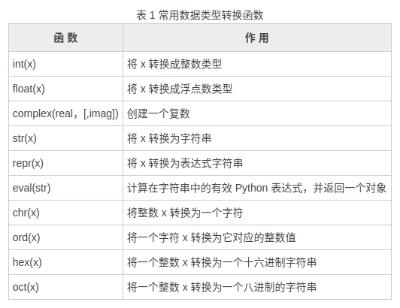 表 1 常用数据类型转换函数
函 数 作 用
int(x) 将 x 转换成整数类型
float(x) 将 x 转换成浮点数类型
complex(real，[,imag]) 创建一个复数
str(x) 将 x 转换为字符串
repr(x) 将 x 转换为表达式字符串
eval(str) 计算在字符串中的有效 Python 表达式，并返回一个对象
chr(x) 将整数 x 转换为一个字符
ord(x) 将一个字符 x 转换为它对应的整数值
hex(x) 将一个整数 x 转换为一个十六进制字符串
oct(x) 将一个整数 x 转换为一个八进制的字符串